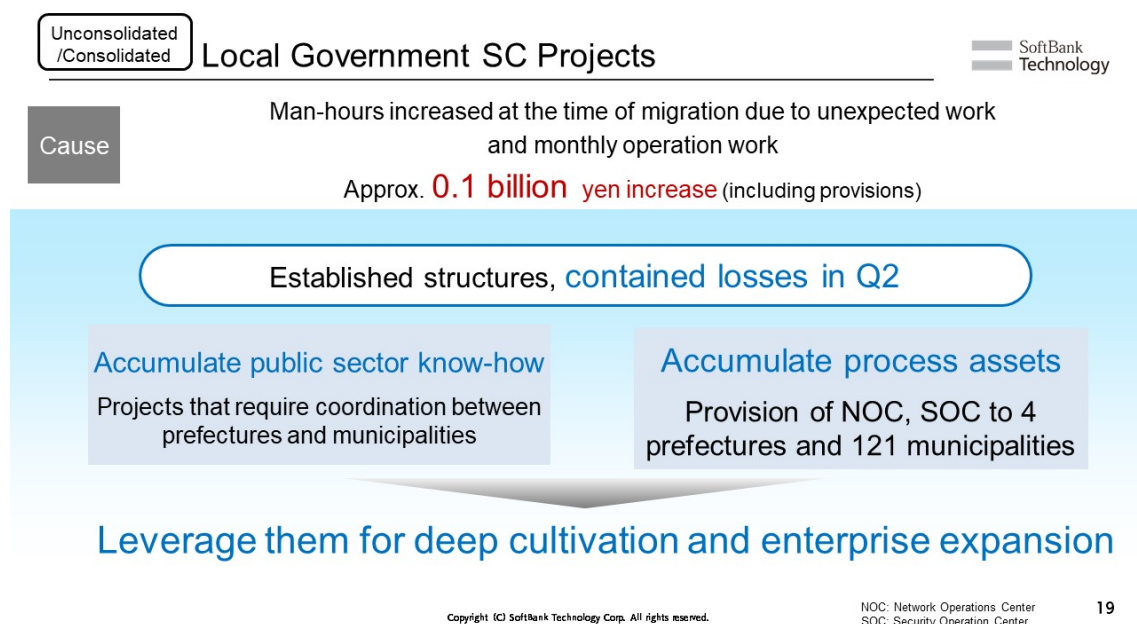 Unconsolidated
/Consolidated
Local Government SC Projects
SoftBank
Technology
Cause
Man-hours increased at the time of migration due to unexpected work
and monthly operation work
Approx. 0.1 billion yen increase (including provisions)
Established structures, contained losses in Q2
Accumulate public sector know-how
Projects that require coordination between
prefectures and municipalities
Accumulate process assets
Provision of NOC, SOC to 4
prefectures and 121 municipalities
Leverage them for deep cultivation and enterprise expansion
Copyright (C) SoftBank Technology Corp. All rights reserved.
NOC: Network Operations Center
SOC: Security Operation Center
19